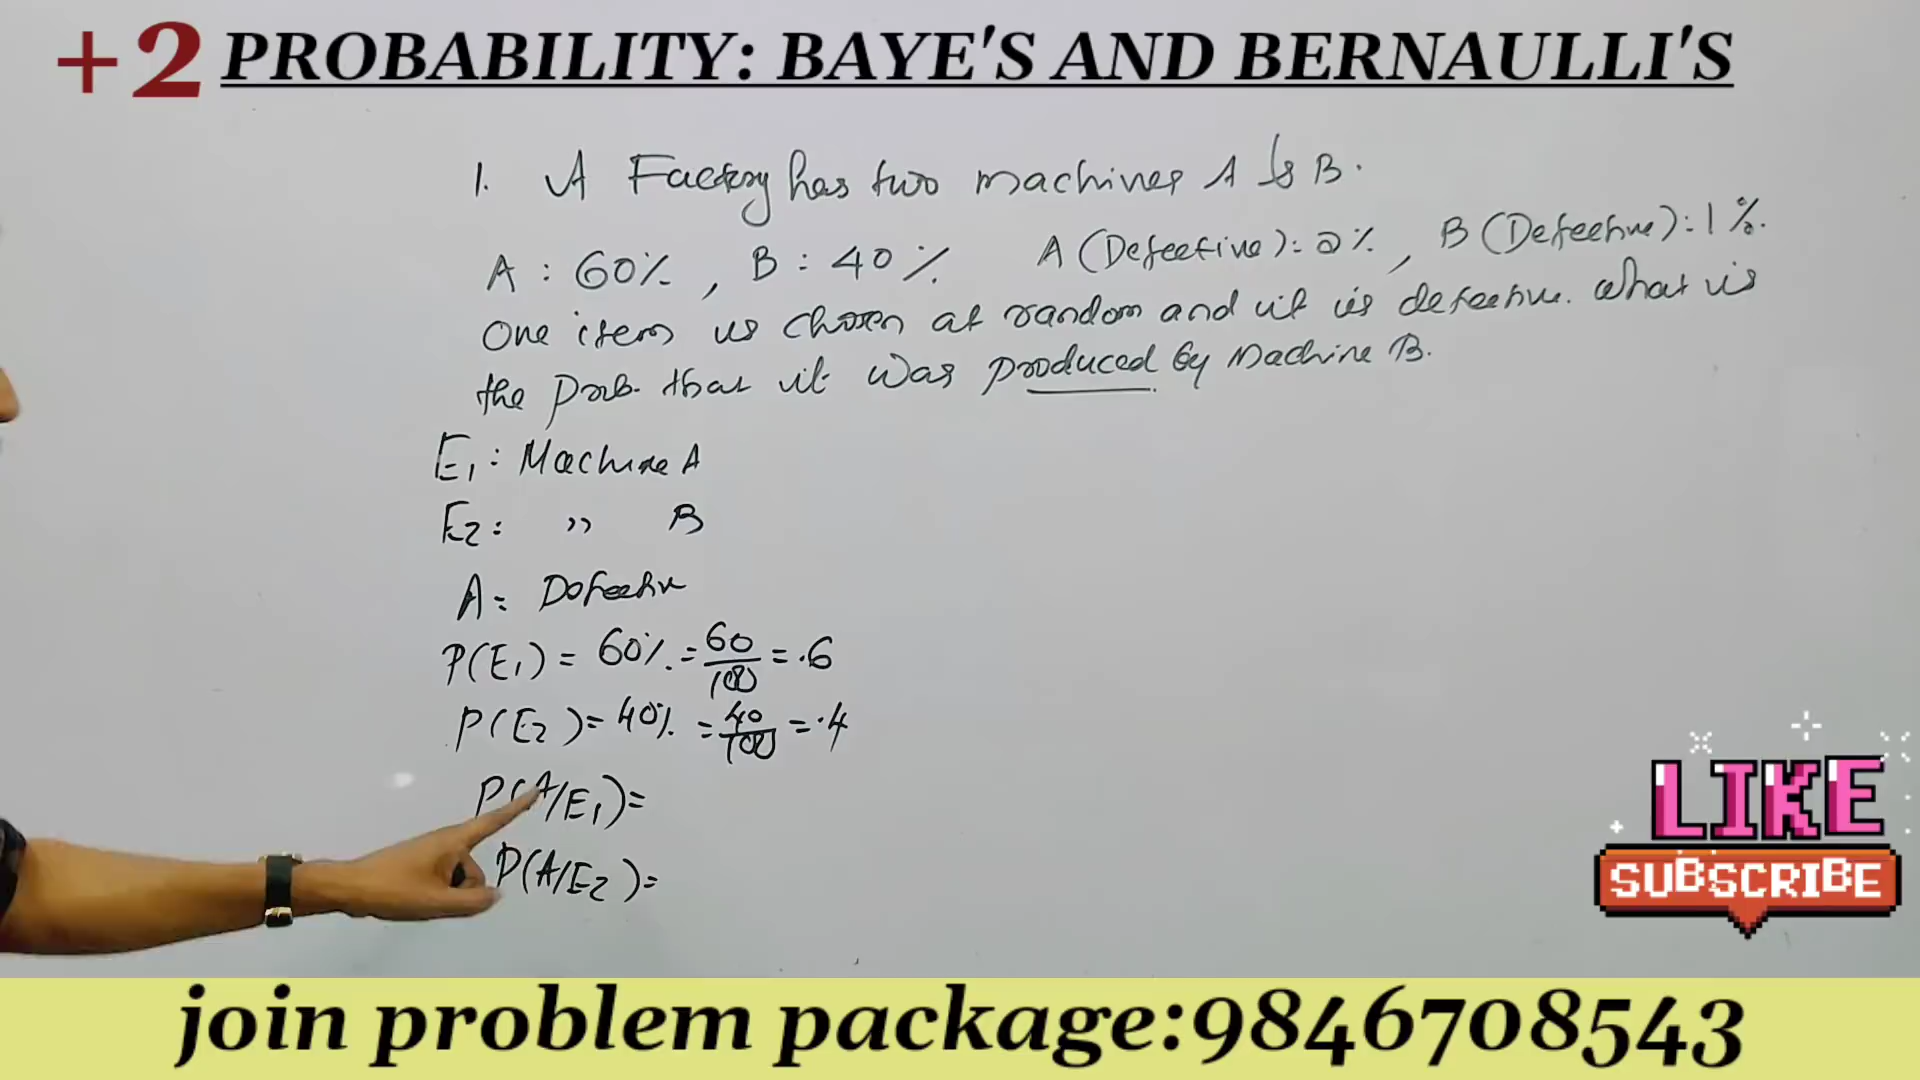 +2 PROBABILITY: BAYE'S AND BERNAULLI'S
1. A Factory has two machines A & B.
A : 60% , B : 40% A (Defective): 2% , B (Defective): 1%.
One item is chosen at random and it is defective. What is
the prob. that it was produced by Machine B.
E1 : Machine A
E2 : " B
A = Defective
P(E1) = 60% = 60/100 = .6
P(E2) = 40% = 40/100 = .4
P(A/E1) =
P(A/E2) =
LIKE
SUBSCRIBE
join problem package:9846708543